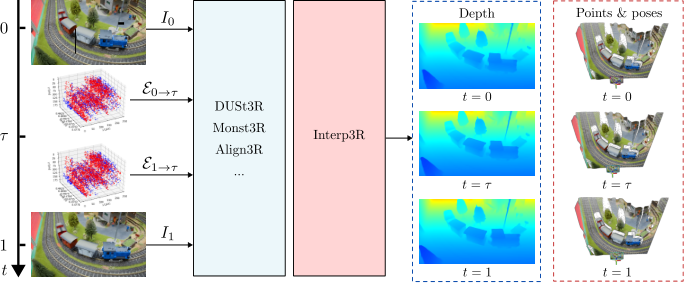 0
τ
1
t
I₀
ℰ₀→τ
ℰ₁→τ
I₁
DUSt3R
Monst3R
Align3R
...
Interp3R
Depth
t = 0
t = τ
t = 1
Points & poses
t = 0
t = τ
t = 1